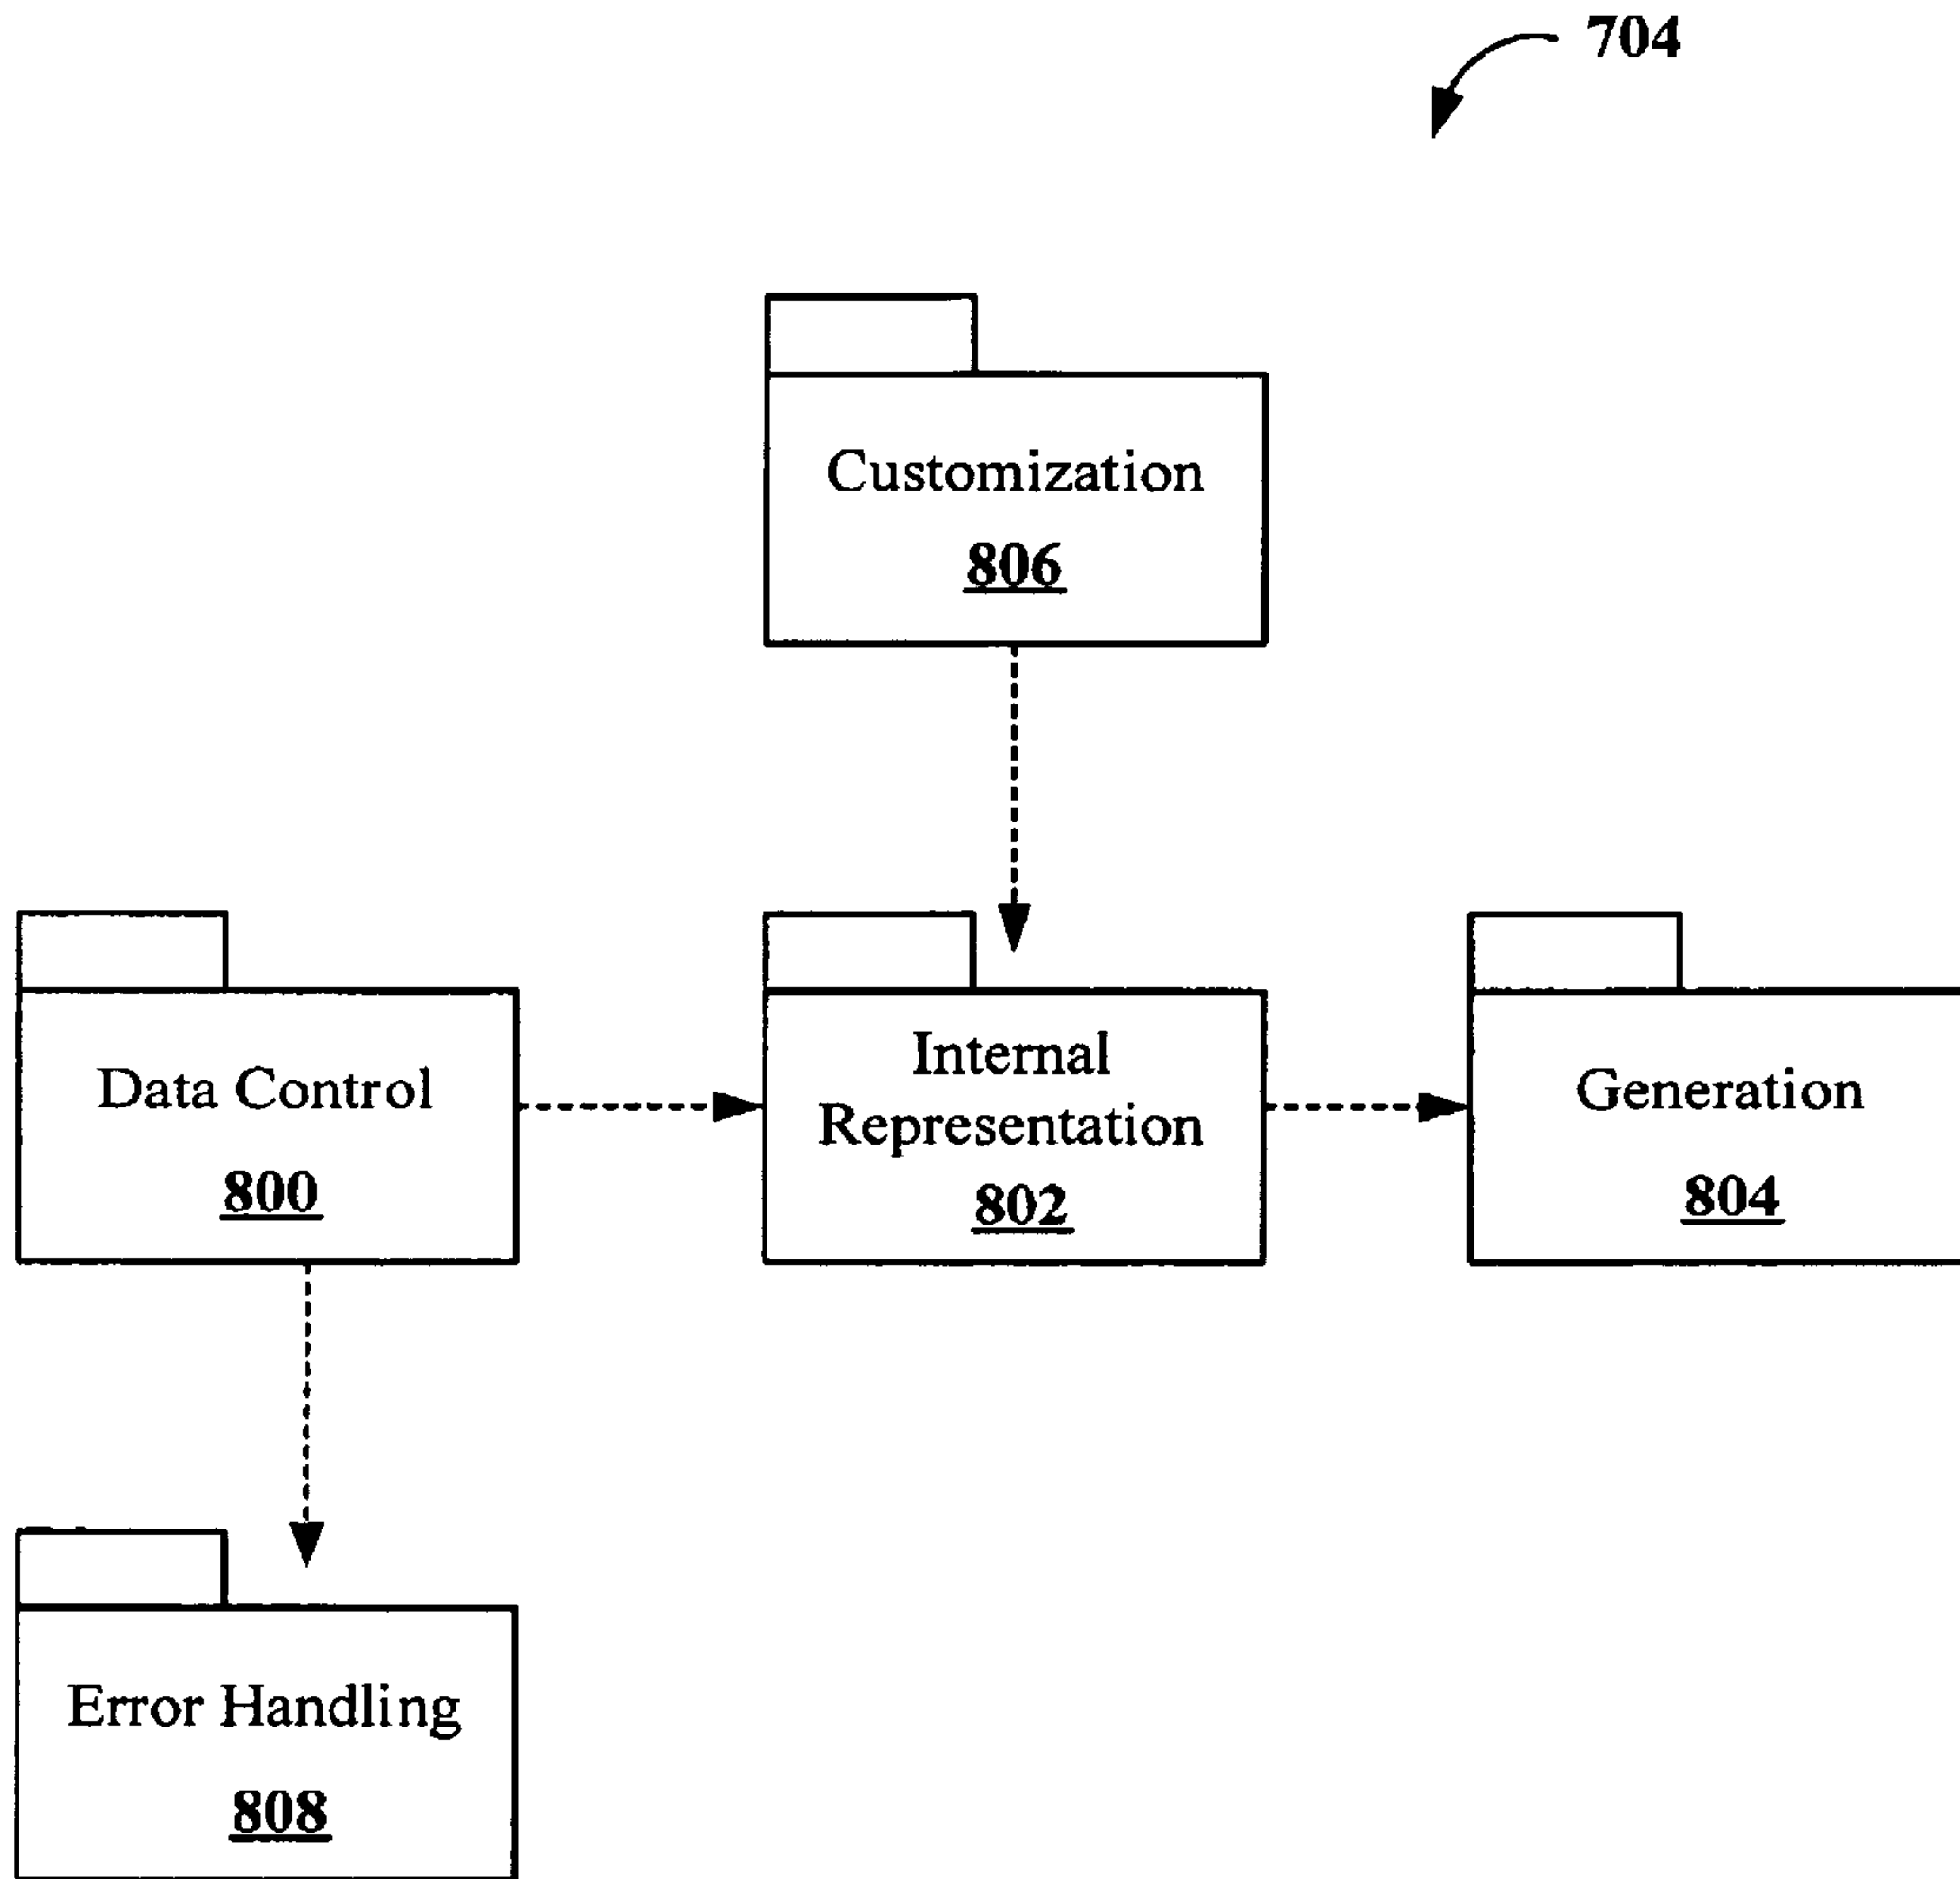 704
Customization
806
Data Control
800
Internal
Representation
802
Generation
804
Error Handling
808